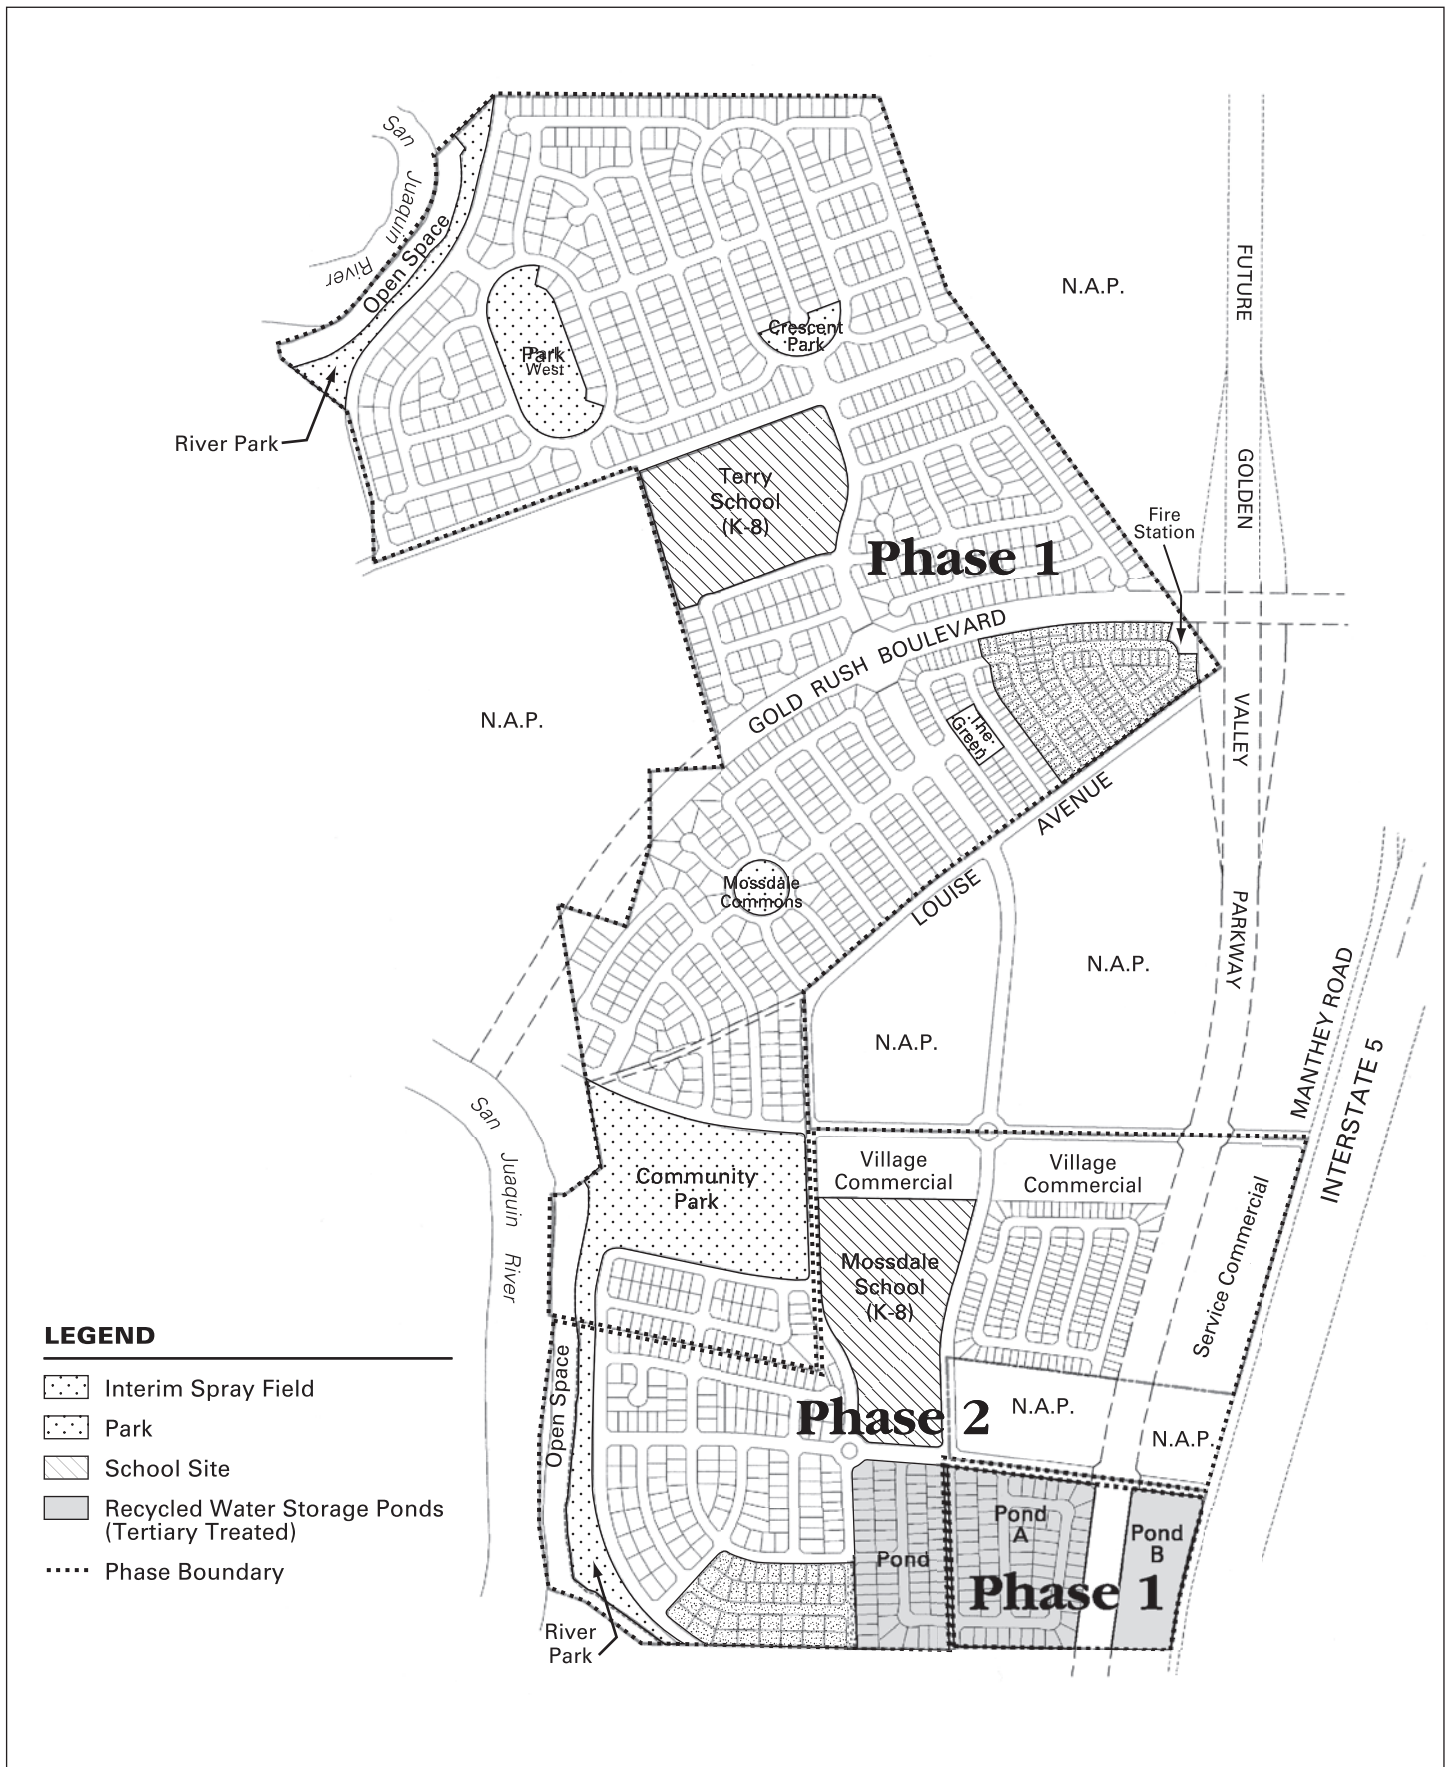 San
Juaquin
River
Open Space
N.A.P.
FUTURE
Crescent
Park
Park
West
River Park
GOLDEN
Terry
School
(K-8)
Fire
Station
Phase 1
GOLD RUSH BOULEVARD
N.A.P.
The
Green
VALLEY
AVENUE
Mossdale
Commons
LOUISE
PARKWAY
N.A.P.
MANTHEY ROAD
N.A.P.
INTERSTATE 5
San
Juaquin
River
Community
Park
Village
Commercial
Village
Commercial
Service Commercial
Mossdale
School
(K-8)
Open Space
Phase 2
N.A.P.
N.A.P.
Pond
A
Pond
B
Pond
Phase 1
River
Park
LEGEND
Interim Spray Field
Park
School Site
Recycled Water Storage Ponds
(Tertiary Treated)
Phase Boundary